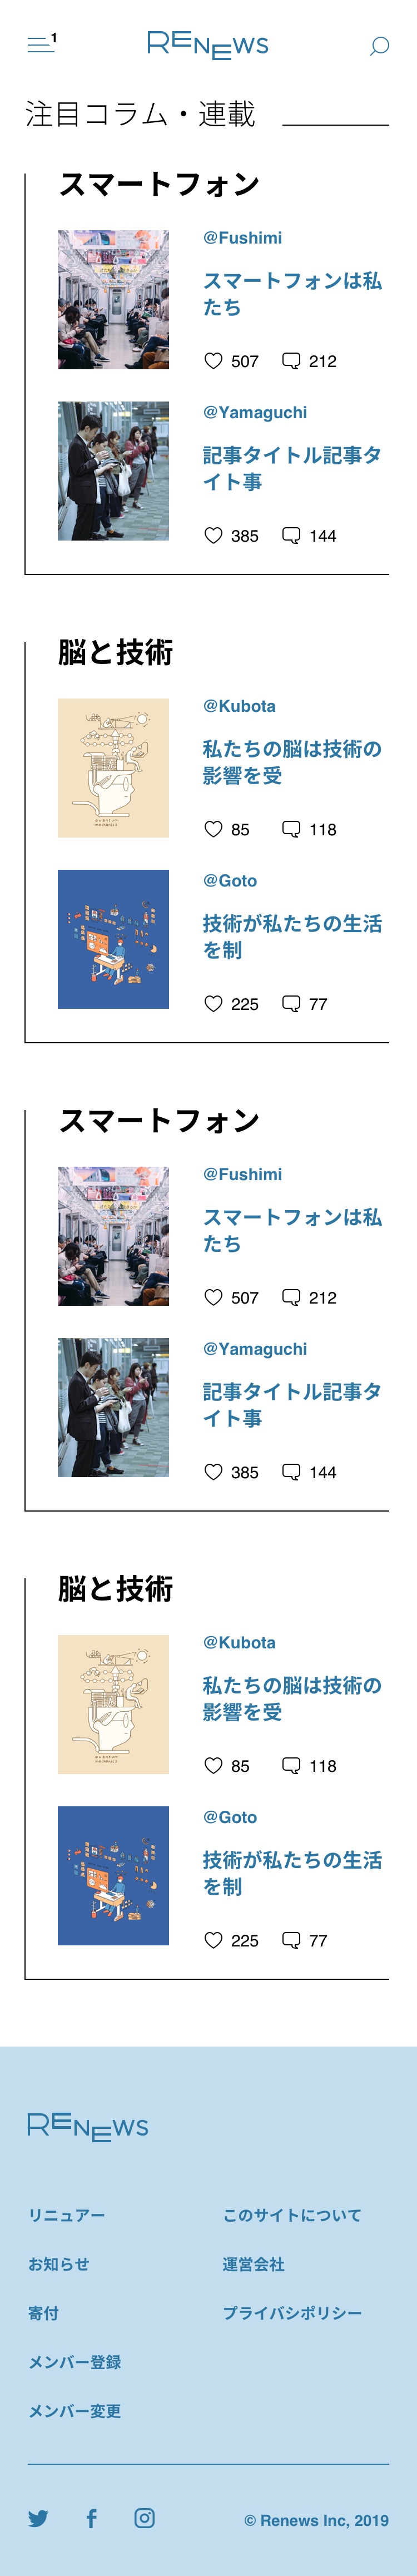 1
RENEWS
注目コラム・連載
スマートフォン
@Fushimi
スマートフォンは私
たち
507 212
@Yamaguchi
記事タイトル記事タ
イト事
385 144
脳と技術
@Kubota
私たちの脳は技術の
影響を受
85 118
@Goto
技術が私たちの生活
を制
225 77
スマートフォン
@Fushimi
スマートフォンは私
たち
507 212
@Yamaguchi
記事タイトル記事タ
イト事
385 144
脳と技術
@Kubota
私たちの脳は技術の
影響を受
85 118
@Goto
技術が私たちの生活
を制
225 77
RENEWS
リニュアー
このサイトについて
お知らせ
運営会社
寄付
プライバシポリシー
メンバー登録
メンバー変更
© Renews Inc, 2019